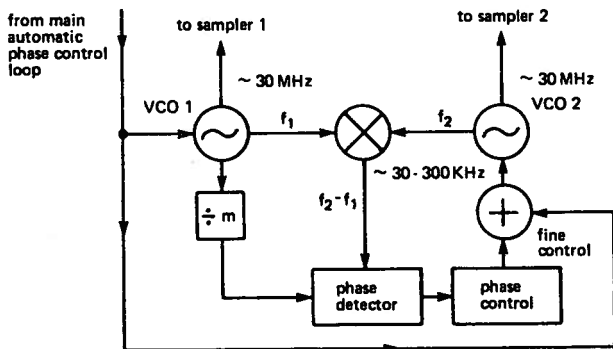 from main
automatic
phase control
loop
to sampler 1
to sampler 2
~ 30 MHz
~ 30 MHz
VCO 1
VCO 2
f₁
f₂
~ 30 - 300 KHz
÷ m
f₂-f₁
+
fine
control
phase
detector
phase
control